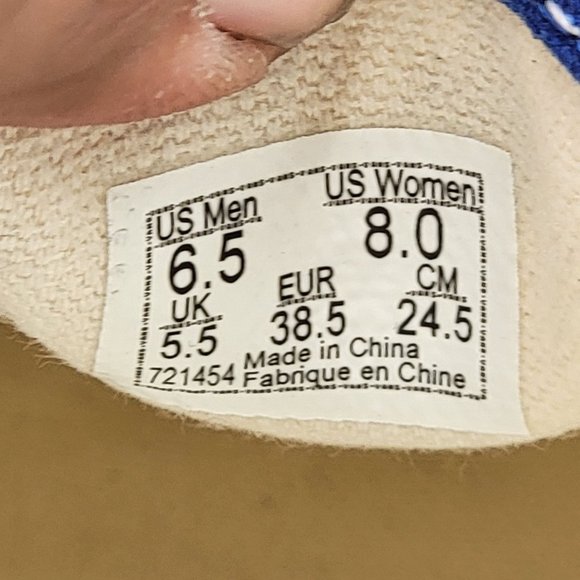 US Men US Women
6.5 8.0
UK EUR CM
5.5 38.5 24.5
Made in China
721454 Fabrique en Chine